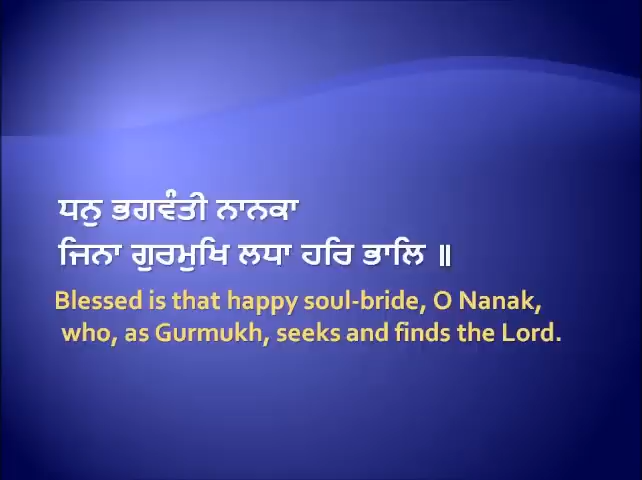 ਧਨੁ ਭਗਵੰਤੀ ਨਾਨਕਾ
ਜਿਨਾ ਗੁਰਮੁਖਿ ਲਧਾ ਹਰਿ ਭਾਲਿ ॥
Blessed is that happy soul-bride, O Nanak,
who, as Gurmukh, seeks and finds the Lord.